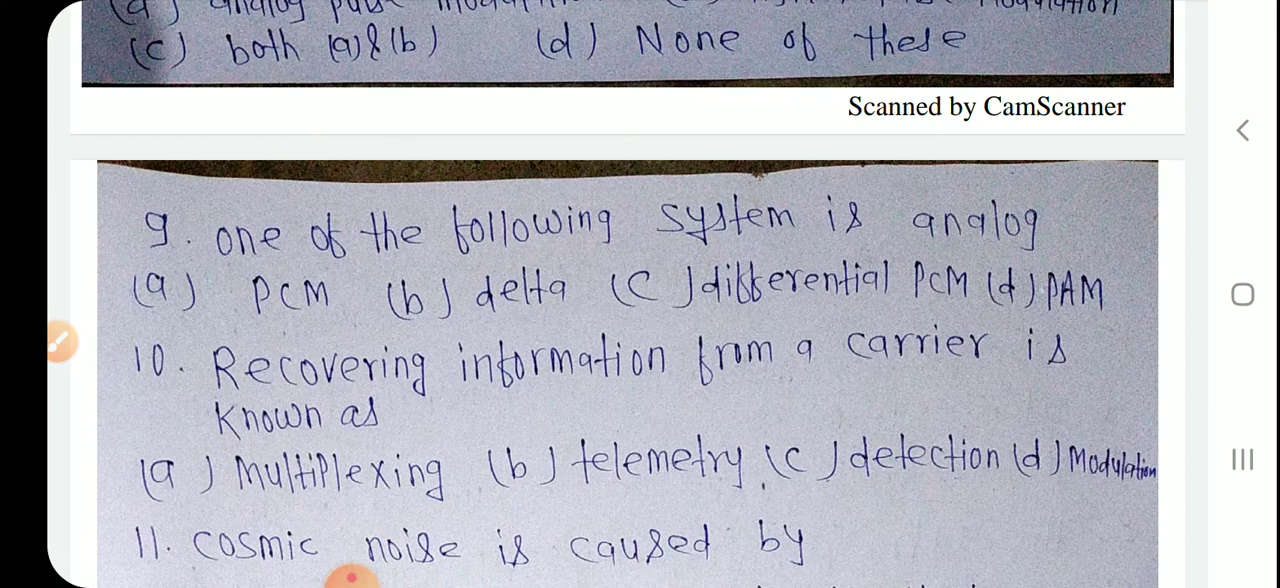 (a) analog pulse
(c) both (a) & (b) (d) None of these
Scanned by CamScanner
9. one of the following system is analog
(a) PCM (b) delta (c) differential PCM (d) PAM
10. Recovering information from a carrier is
known as
(a) Multiplexing (b) telemetry (c) detection (d) Modulation
11. cosmic noise is caused by